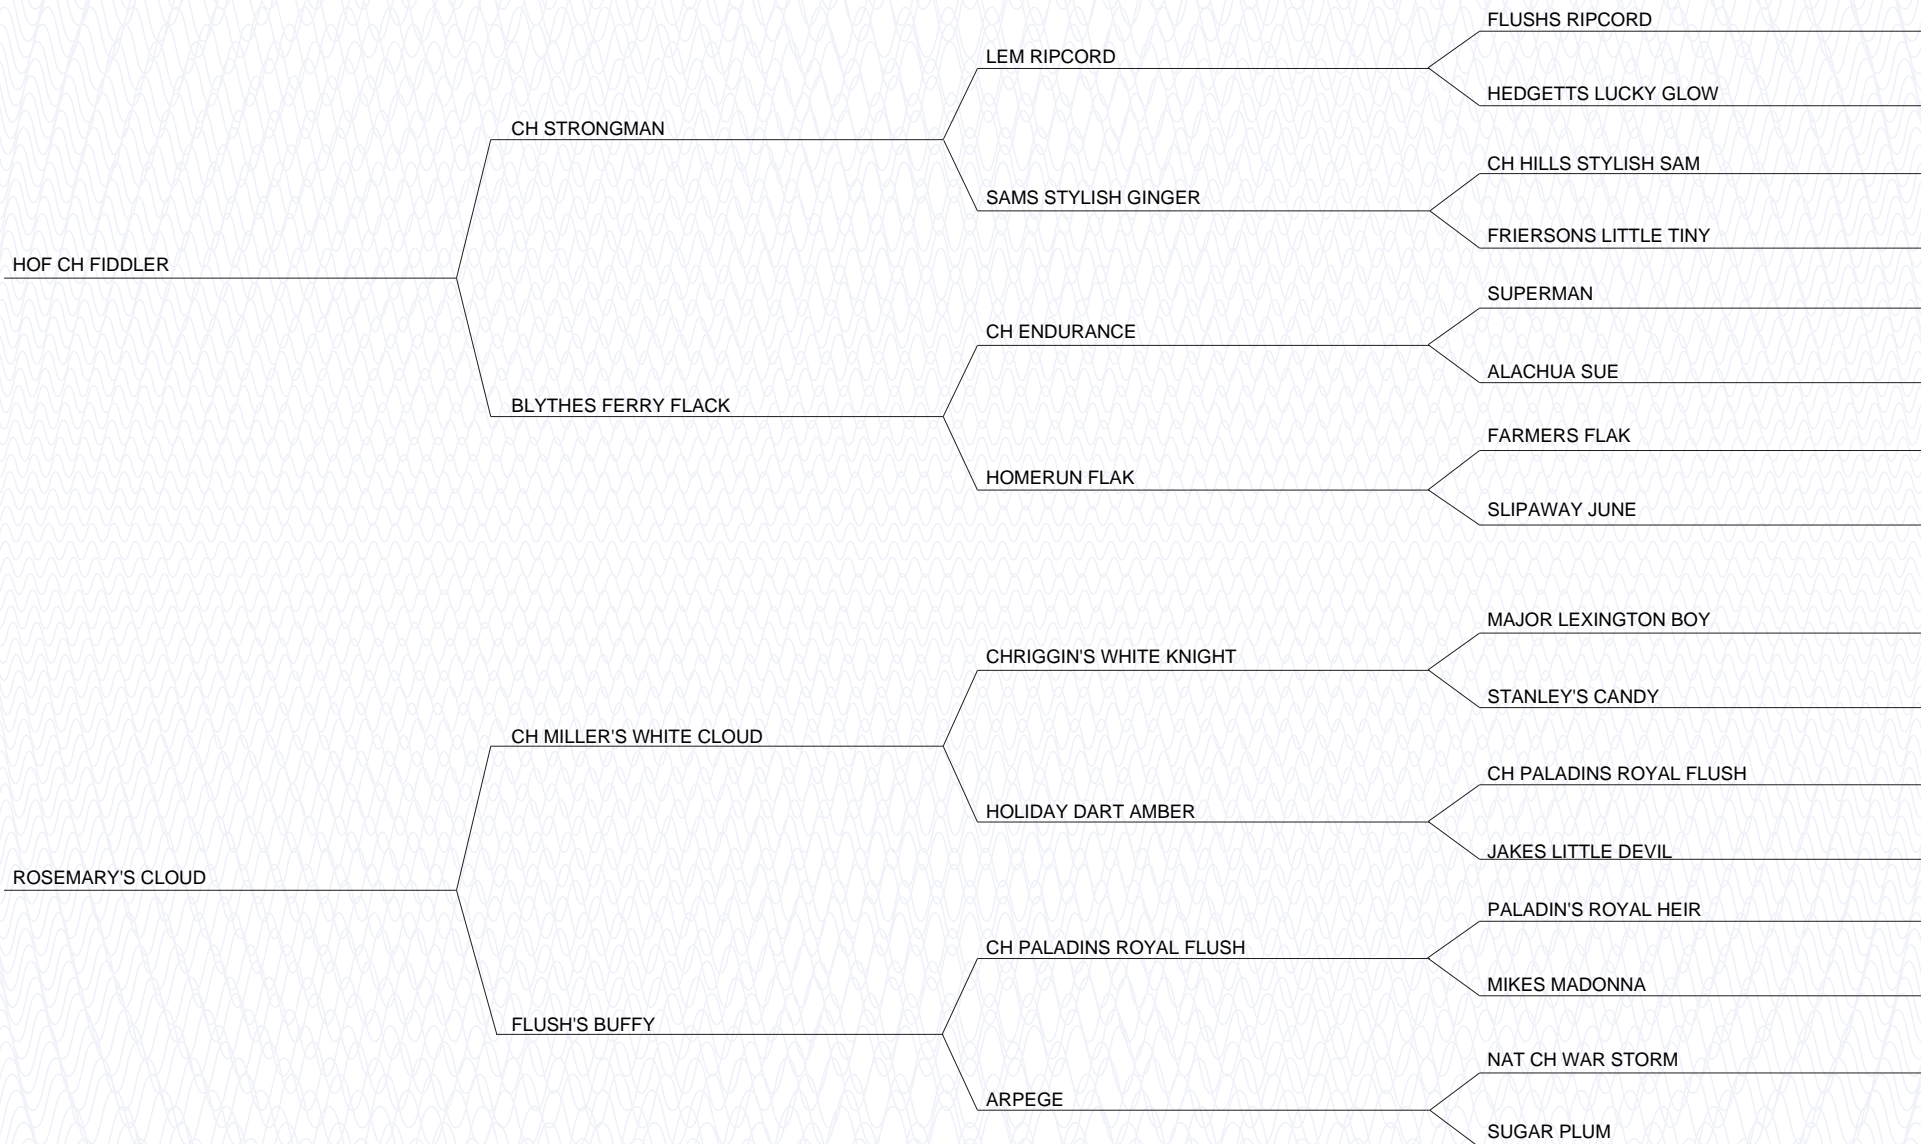 FLUSHS RIPCORD
LEM RIPCORD
HEDGETTS LUCKY GLOW
CH STRONGMAN
CH HILLS STYLISH SAM
SAMS STYLISH GINGER
FRIERSONS LITTLE TINY
HOF CH FIDDLER
SUPERMAN
CH ENDURANCE
ALACHUA SUE
BLYTHES FERRY FLACK
FARMERS FLAK
HOMERUN FLAK
SLIPAWAY JUNE
MAJOR LEXINGTON BOY
CHRIGGIN'S WHITE KNIGHT
STANLEY'S CANDY
CH MILLER'S WHITE CLOUD
CH PALADINS ROYAL FLUSH
HOLIDAY DART AMBER
JAKES LITTLE DEVIL
ROSEMARY'S CLOUD
PALADIN'S ROYAL HEIR
CH PALADINS ROYAL FLUSH
MIKES MADONNA
FLUSH'S BUFFY
NAT CH WAR STORM
ARPEGE
SUGAR PLUM